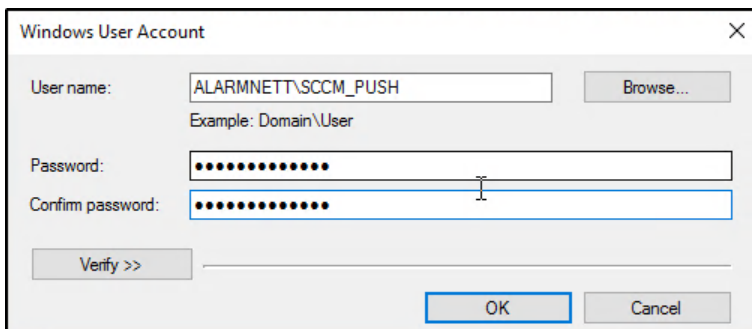 Windows User Account
User name: ALARMNETT\SCCM_PUSH Browse...
Example: Domain\User
Password: •••••••••••••
Confirm password: •••••••••••••
Verify >>
OK Cancel